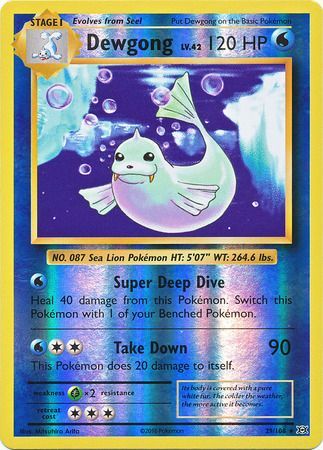 STAGE 1 Evolves from Seel Put Dewgong on the Basic Pokémon
Dewgong LV.42 120 HP
NO. 087 Sea Lion Pokémon HT: 5'07" WT: 264.6 lbs.
Super Deep Dive
Heal 40 damage from this Pokémon. Switch this
Pokémon with 1 of your Benched Pokémon.
Take Down 90
This Pokémon does 20 damage to itself.
weakness ×2 resistance
retreat
cost
Its body is covered with a pure
white fur. The colder the weather,
the more active it becomes.
Illus. Mitsuhiro Arita ©2016 Pokémon 29/108